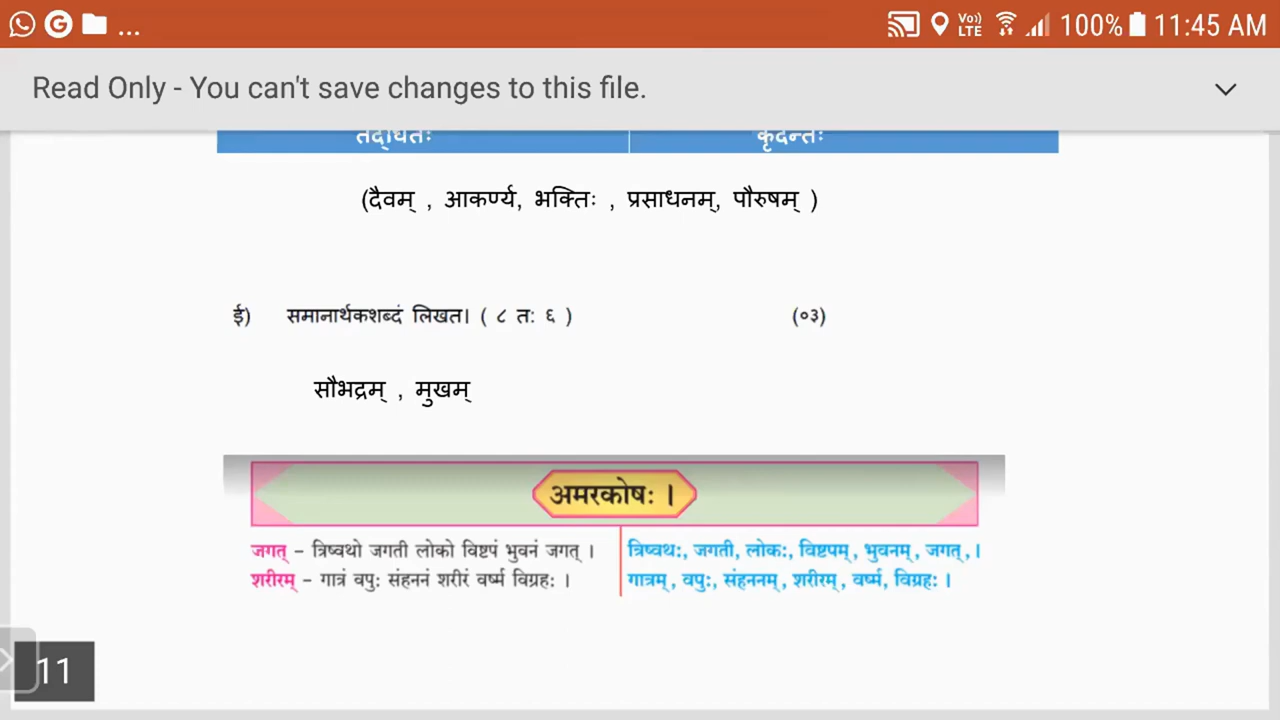 ... 100% 11:45 AM
Read Only - You can't save changes to this file.
तद्धितः कृदन्तः
(दैवम् , आकर्ण्य, भक्तिः , प्रसाधनम्, पौरुषम् )
ई) समानार्थकशब्दं लिखत। ( ८ त: ६ ) (०३)
सौभद्रम् , मुखम्
अमरकोषः ।
जगत् – त्रिष्वथो जगती लोको विष्टपं भुवनं जगत् । त्रिष्वथः, जगती, लोकः, विष्टपम्, भुवनम्, जगत्, ।
शरीरम् – गात्रं वपुः संहननं शरीरं वर्ष्म विग्रहः । गात्रम्, वपुः, संहननम्, शरीरम्, वर्ष्म, विग्रहः ।
11